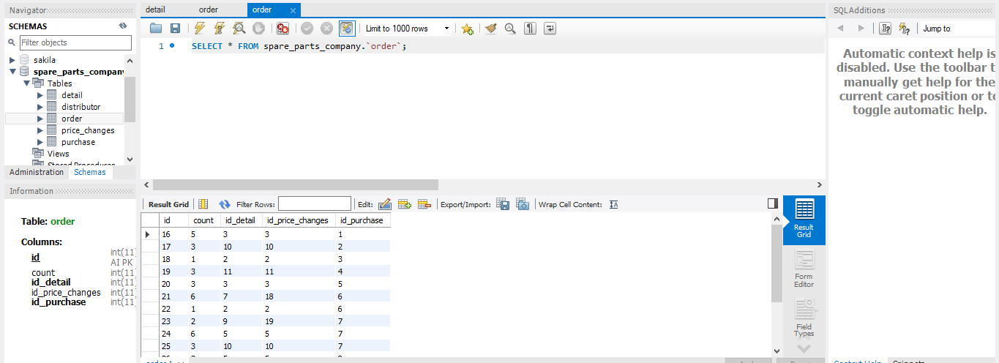 Navigator
SCHEMAS
Filter objects
sakila
spare_parts_company
Tables
detail
distributor
order
price_changes
purchase
Views
Stored Procedures
Administration Schemas
Information
Table: order
Columns:
id int(11) AI PK
count int(11)
id_detail int(11)
id_price_changes int(11)
id_purchase int(11)
detail order order
Limit to 1000 rows
1 SELECT * FROM spare_parts_company.`order`;
Result Grid Filter Rows: Edit: Export/Import: Wrap Cell Content:
id count id_detail id_price_changes id_purchase
16 5 3 3 1
17 3 10 10 2
18 1 2 2 3
19 3 11 11 4
20 3 3 3 5
21 6 7 18 6
22 1 2 2 6
23 2 9 19 7
24 6 5 5 7
25 3 10 10 7
order 1
Result Grid
Form Editor
Field Types
SQLAdditions
Jump to
Automatic context help is
disabled. Use the toolbar t
manually get help for the
current caret position or to
toggle automatic help.
Context Help Snippets